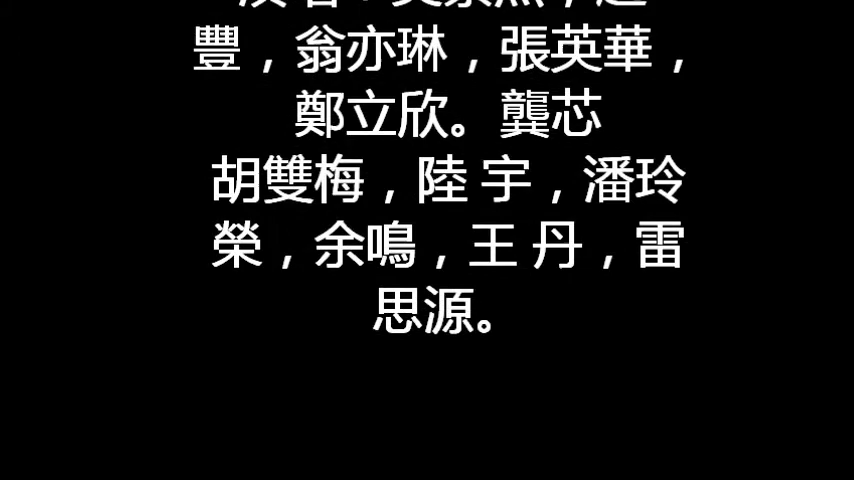 豐，翁亦琳，張英華，
鄭立欣。龔芯
胡雙梅，陸 宇，潘玲
榮，余鳴，王 丹，雷
思源。